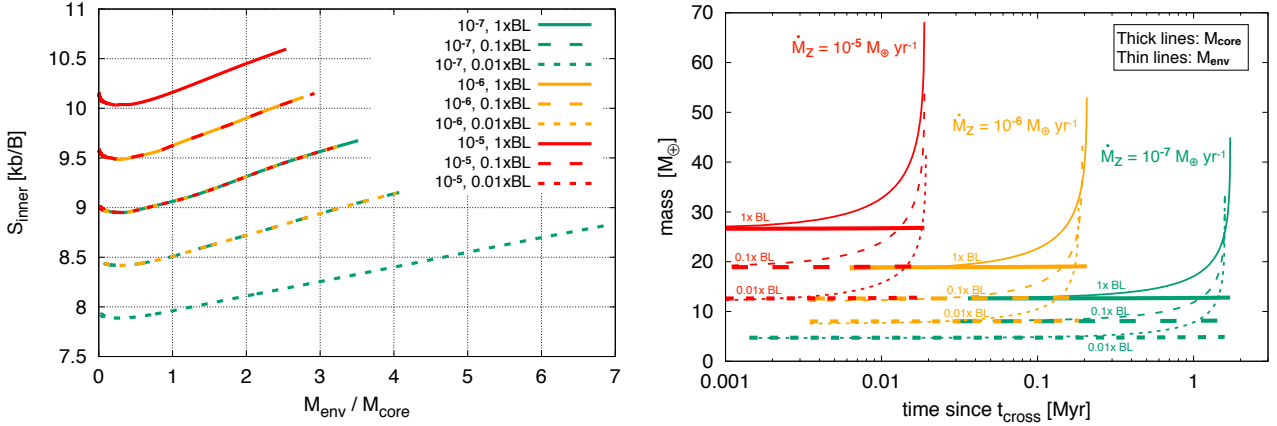 10.5
10
9.5
9
8.5
8
7.5
S_inner [kb/B]
0 1 2 3 4 5 6 7
M_env / M_core
10^-7, 1xBL
10^-7, 0.1xBL
10^-7, 0.01xBL
10^-6, 1xBL
10^-6, 0.1xBL
10^-6, 0.01xBL
10^-5, 1xBL
10^-5, 0.1xBL
10^-5, 0.01xBL
70
60
50
40
30
20
10
0
mass [M⊕]
0.001 0.01 0.1 1
time since t_cross [Myr]
Ṁ_Z = 10^-5 M⊕ yr^-1
Thick lines: M_core
Thin lines: M_env
Ṁ_Z = 10^-6 M⊕ yr^-1
Ṁ_Z = 10^-7 M⊕ yr^-1
1x BL
0.1x BL
0.01x BL
1x BL
0.1x BL
0.01x BL
1x BL
0.1x BL
0.01x BL